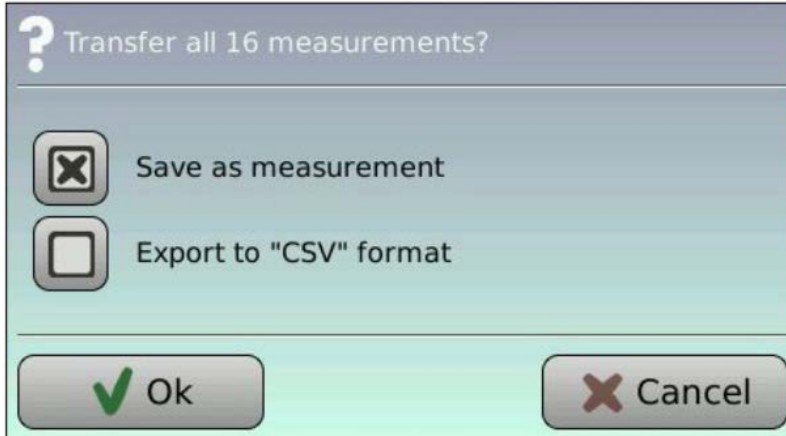 Transfer all 16 measurements?
Save as measurement
Export to "CSV" format
Ok
Cancel